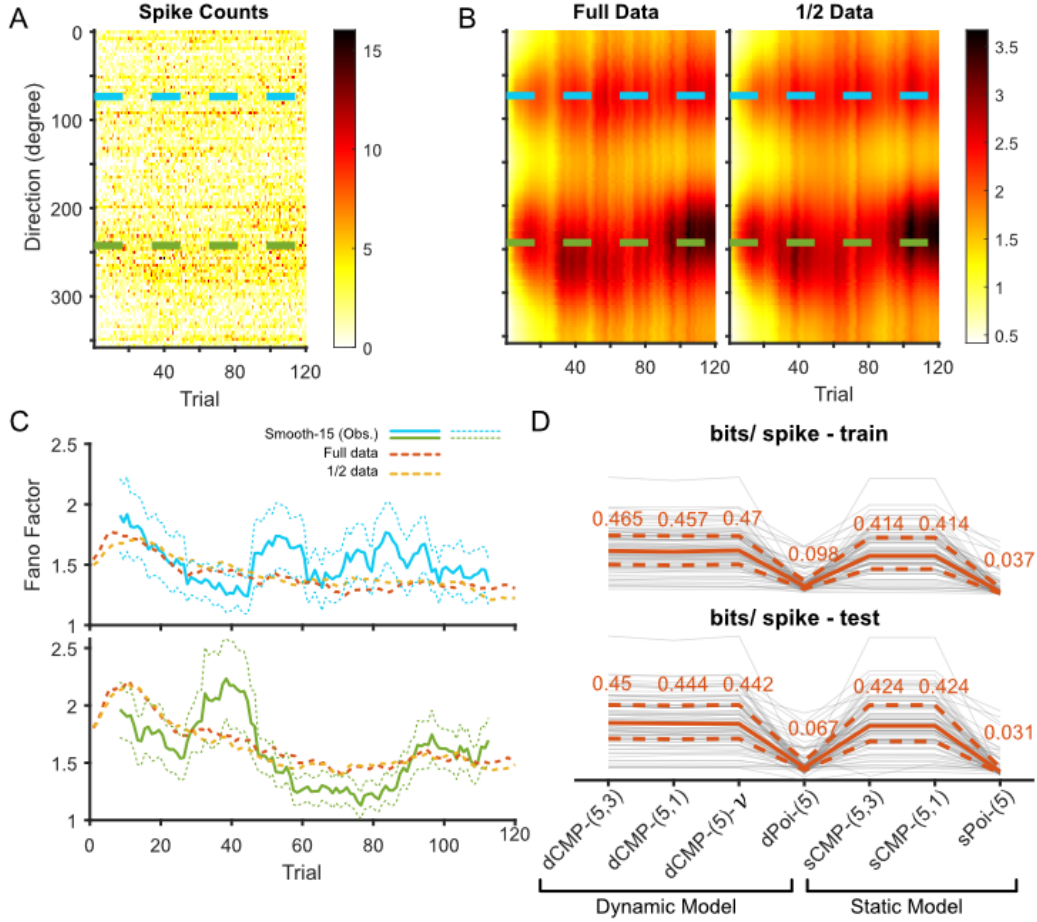 A
Spike Counts
0
100
200
300
Direction (degree)
40
80
120
Trial
15
10
5
0
B
Full Data
1/2 Data
40
80
120
40
80
120
Trial
3.5
3
2.5
2
1.5
1
0.5
C
Smooth-15 (Obs.)
Full data
1/2 data
2.5
2
1.5
1
Fano Factor
2.5
2
1.5
1
0
20
40
60
80
100
120
Trial
D
bits/ spike - train
0.465
0.457
0.47
0.098
0.414
0.414
0.037
bits/ spike - test
0.45
0.444
0.442
0.067
0.424
0.424
0.031
dCMP-(5,3)
dCMP-(5,1)
dCMP-(5)-ν
dPoi-(5)
sCMP-(5,3)
sCMP-(5,1)
sPoi-(5)
Dynamic Model
Static Model